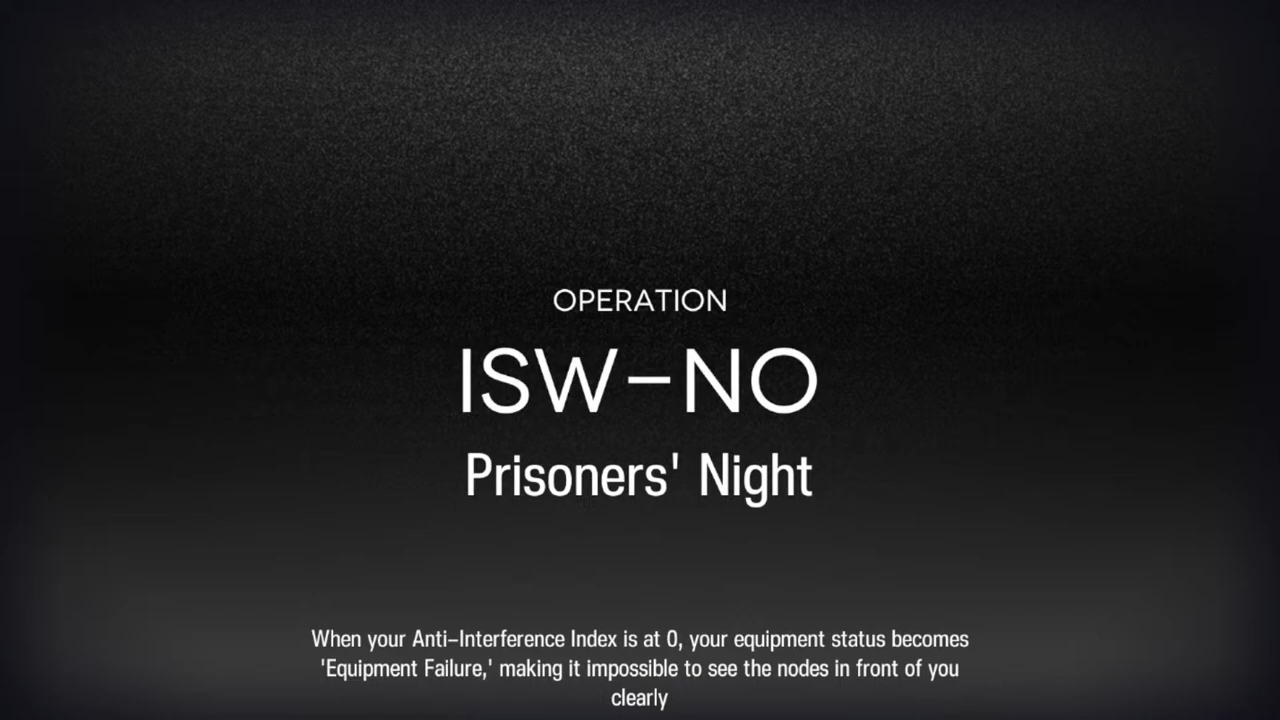 OPERATION
ISW-NO
Prisoners' Night
When your Anti-Interference Index is at 0, your equipment status becomes
'Equipment Failure,' making it impossible to see the nodes in front of you
clearly